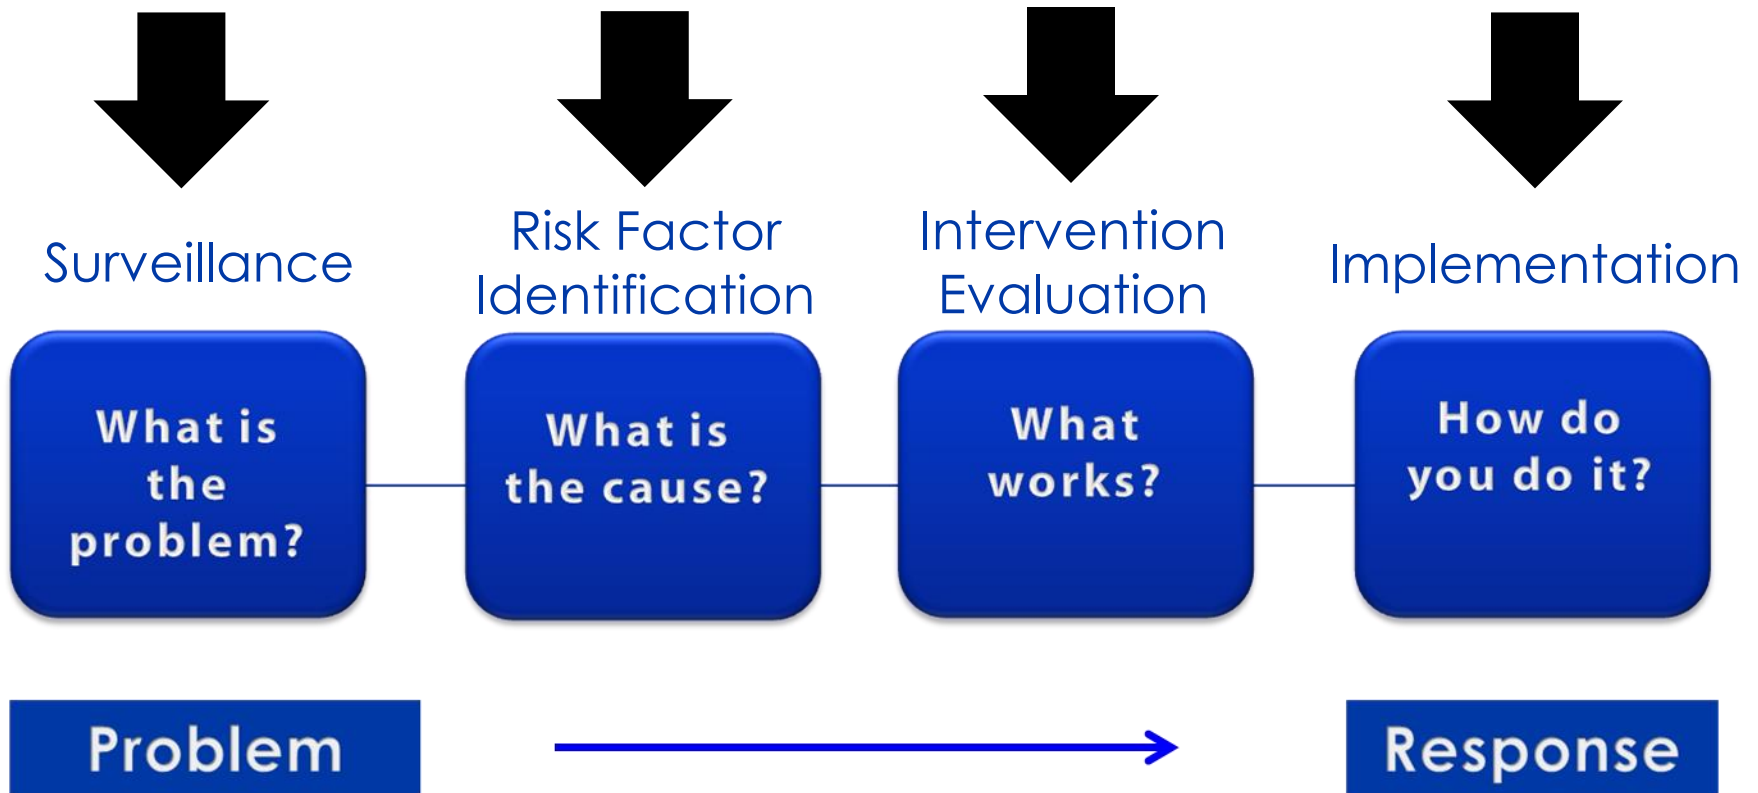 Surveillance
Risk Factor
Identification
Intervention
Evaluation
Implementation
What is
the
problem?
What is
the cause?
What
works?
How do
you do it?
Problem
Response